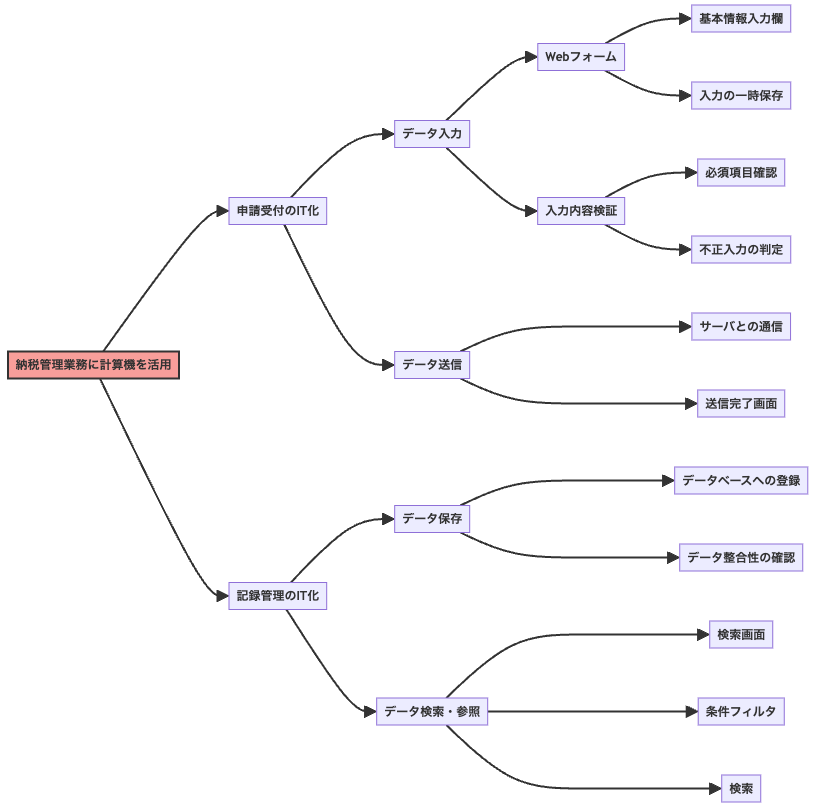 基本情報入力欄
Webフォーム
入力の一時保存
データ入力
必須項目確認
申請受付のIT化
入力内容検証
不正入力の判定
サーバとの通信
納税管理業務に計算機を活用
データ送信
送信完了画面
データベースへの登録
データ保存
データ整合性の確認
記録管理のIT化
検索画面
データ検索・参照
条件フィルタ
検索